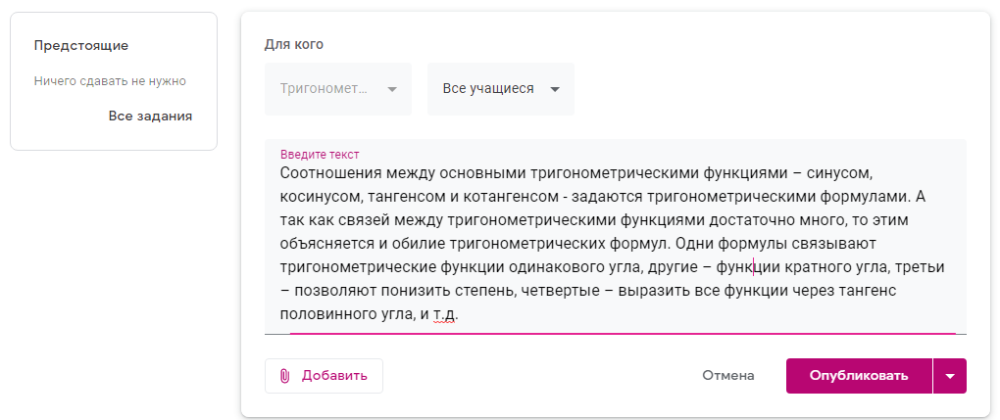 Предстоящие
Ничего сдавать не нужно
Все задания
Для кого
Тригономет...
Все учащиеся
Введите текст
Соотношения между основными тригонометрическими функциями – синусом,
косинусом, тангенсом и котангенсом - задаются тригонометрическими формулами. А
так как связей между тригонометрическими функциями достаточно много, то этим
объясняется и обилие тригонометрических формул. Одни формулы связывают
тригонометрические функции одинакового угла, другие – функции кратного угла, третьи
– позволяют понизить степень, четвертые – выразить все функции через тангенс
половинного угла, и т.д.
Добавить
Отмена
Опубликовать